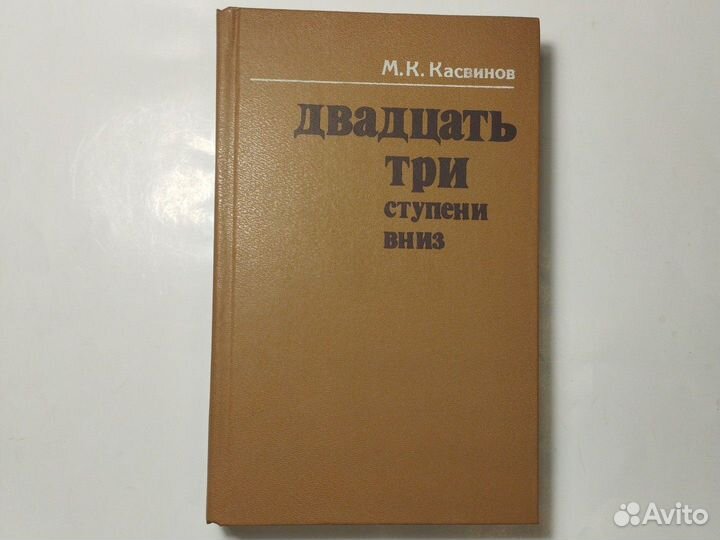 М.К. Касвинов
двадцать
три
ступени
вниз
Avito